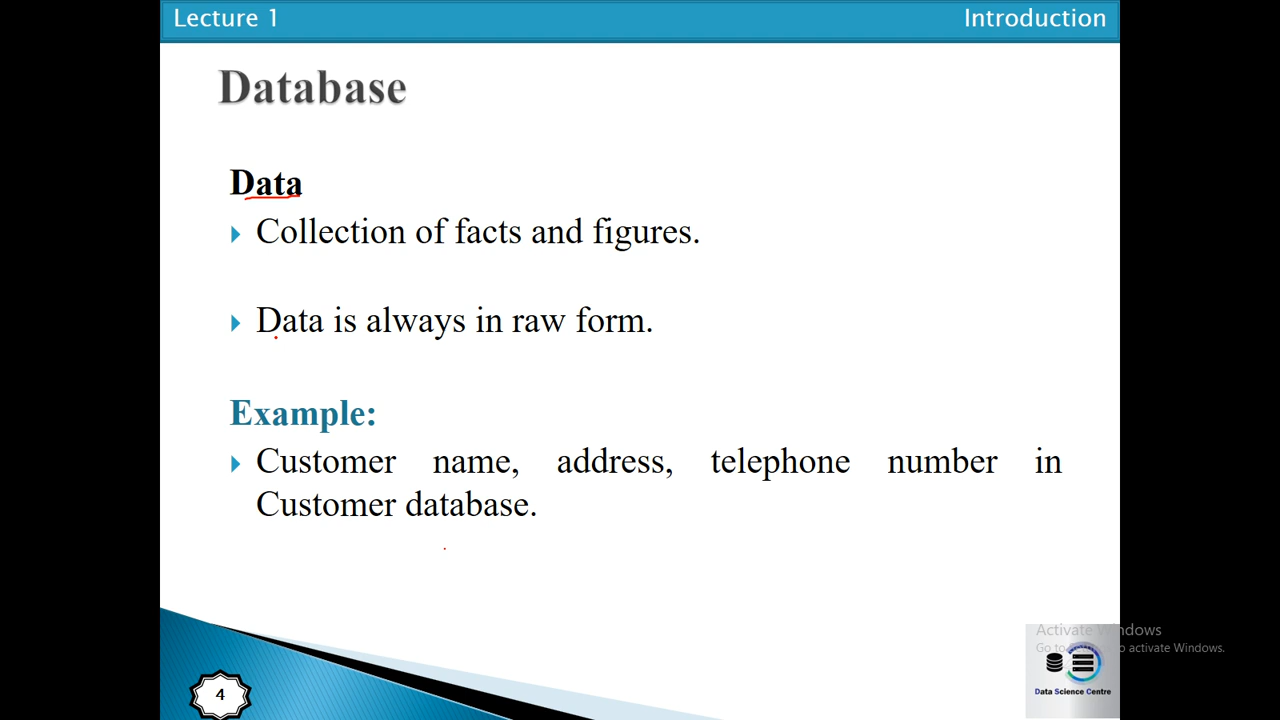 Lecture 1 Introduction
Database
Data
Collection of facts and figures.
Data is always in raw form.
Example:
Customer name, address, telephone number in
Customer database.
Activate Windows
Go to to activate Windows.
Data Science Centre
4